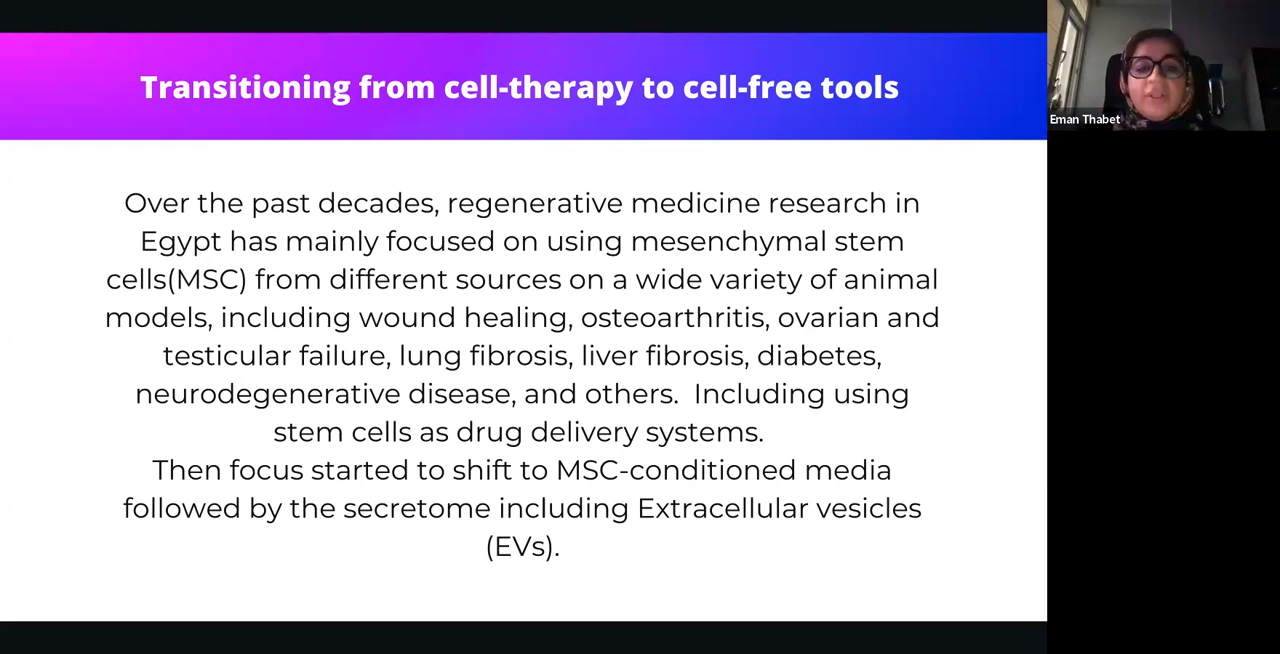 Transitioning from cell-therapy to cell-free tools
Over the past decades, regenerative medicine research in
Egypt has mainly focused on using mesenchymal stem
cells(MSC) from different sources on a wide variety of animal
models, including wound healing, osteoarthritis, ovarian and
testicular failure, lung fibrosis, liver fibrosis, diabetes,
neurodegenerative disease, and others.  Including using
stem cells as drug delivery systems.
Then focus started to shift to MSC-conditioned media
followed by the secretome including Extracellular vesicles
(EVs).
Eman Thabet